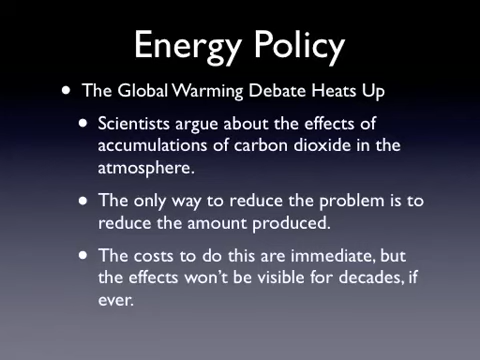 Energy Policy
• The Global Warming Debate Heats Up
• Scientists argue about the effects of
accumulations of carbon dioxide in the
atmosphere.
• The only way to reduce the problem is to
reduce the amount produced.
• The costs to do this are immediate, but
the effects won't be visible for decades, if
ever.